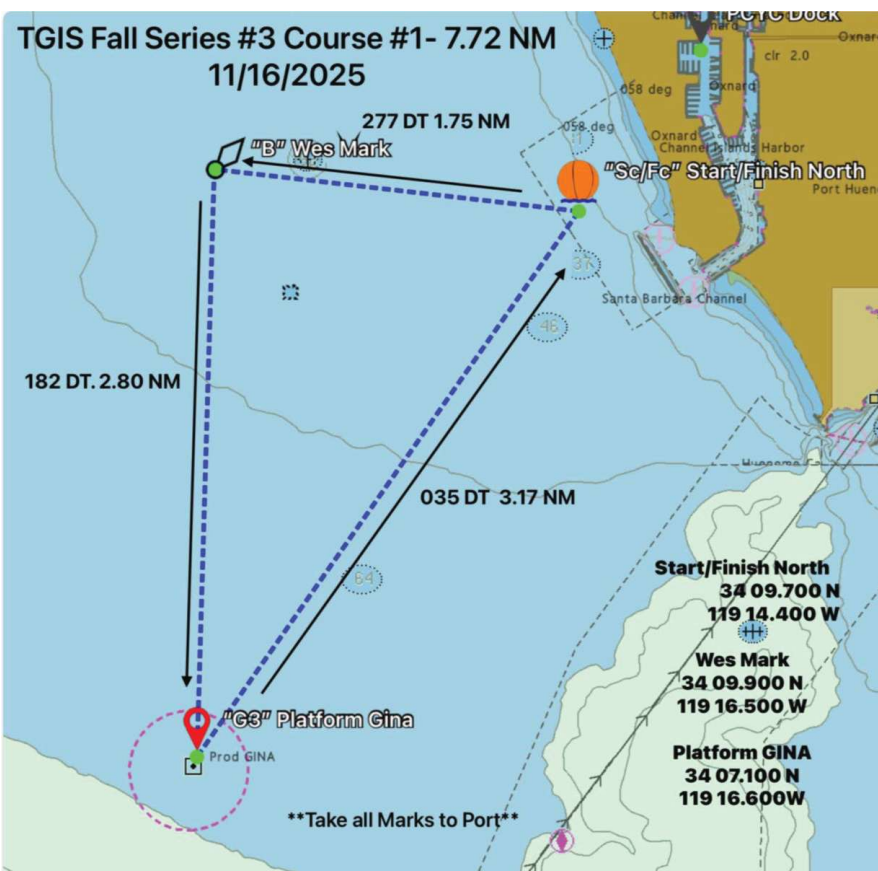 TGIS Fall Series #3 Course #1- 7.72 NM
11/16/2025
PCYC Dock
Oxnard
clr 2.0
058 deg
Oxnard
277 DT 1.75 NM
058 deg
"B" Wes Mark
Oxnard
Channel Islands Harbor
"Sc/Fc" Start/Finish North
Port Huen
37
Santa Barbara Channel
46
182 DT. 2.80 NM
035 DT 3.17 NM
64
Start/Finish North
34 09.700 N
119 14.400 W
Wes Mark
34 09.900 N
119 16.500 W
"G3" Platform Gina
Prod GINA
Platform GINA
34 07.100 N
119 16.600W
**Take all Marks to Port**